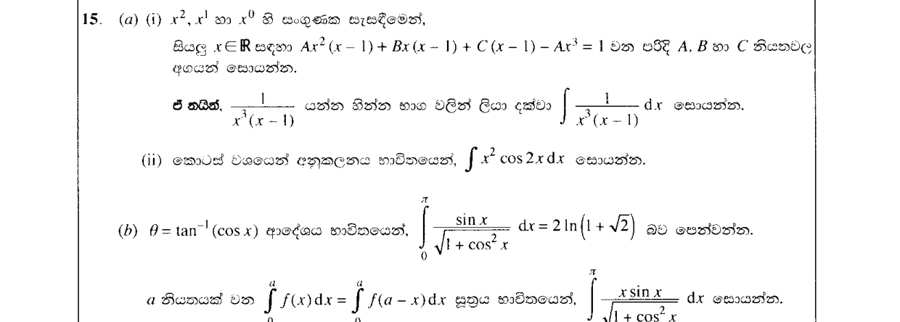 15. (a) (i) x², x¹ හා x⁰ හි සංගුණක සැසඳීමෙන්,
සියලු x ∈ ℝ සඳහා Ax²(x − 1) + Bx(x − 1) + C(x − 1) − Ax³ = 1 වන පරිදි A, B හා C නියතවල
අගයන් සොයන්න.
ඒ නයින්, 1/(x³(x − 1)) යන්න හින්න භාග වලින් ලියා දක්වා ∫ 1/(x³(x − 1)) dx සොයන්න.
(ii) කොටස් වශයෙන් අනුකලනය භාවිතයෙන්, ∫ x² cos 2x dx සොයන්න.
(b) θ = tan⁻¹(cos x) ආදේශය භාවිතයෙන්, ∫₀^π sin x/√(1 + cos² x) dx = 2 ln(1 + √2) බව පෙන්වන්න.
a නියතයක් වන ∫₀^a f(x) dx = ∫₀^a f(a − x) dx සූත්‍රය භාවිතයෙන්, ∫^π x sin x/√(1 + cos² x) dx සොයන්න.